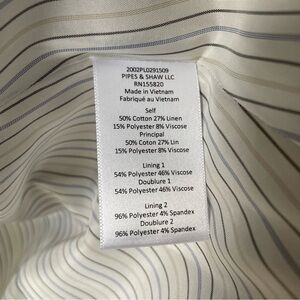 2002PL0291509
PIPES & SHAW LLC
RN155820
Made in Vietnam
Fabriqué au Vietnam
Self
50% Cotton 27% Linen
15% Polyester 8% Viscose
Principal
50% Coton 27% Lin
15% Polyester 8% Viscose
Lining 1
54% Polyester 46% Viscose
Doublure 1
54% Polyester 46% Viscose
Lining 2
96% Polyester 4% Spandex
Doublure 2
96% Polyester 4% Spandex